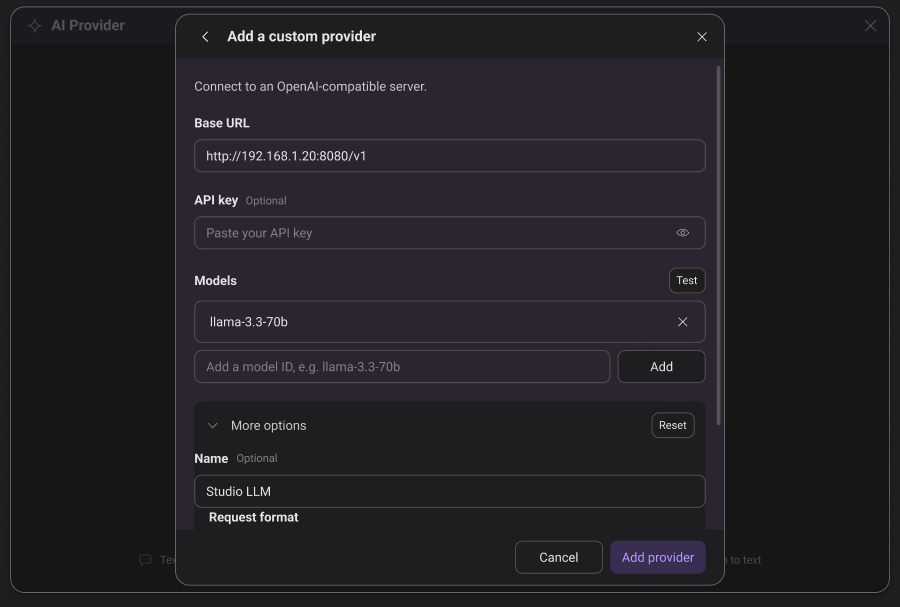 AI Provider
Add a custom provider
Connect to an OpenAI-compatible server.
Base URL
http://192.168.1.20:8080/v1
API key Optional
Paste your API key
Models
Test
llama-3.3-70b
Add a model ID, e.g. llama-3.3-70b
Add
More options
Reset
Name Optional
Studio LLM
Request format
Cancel
Add provider
to text